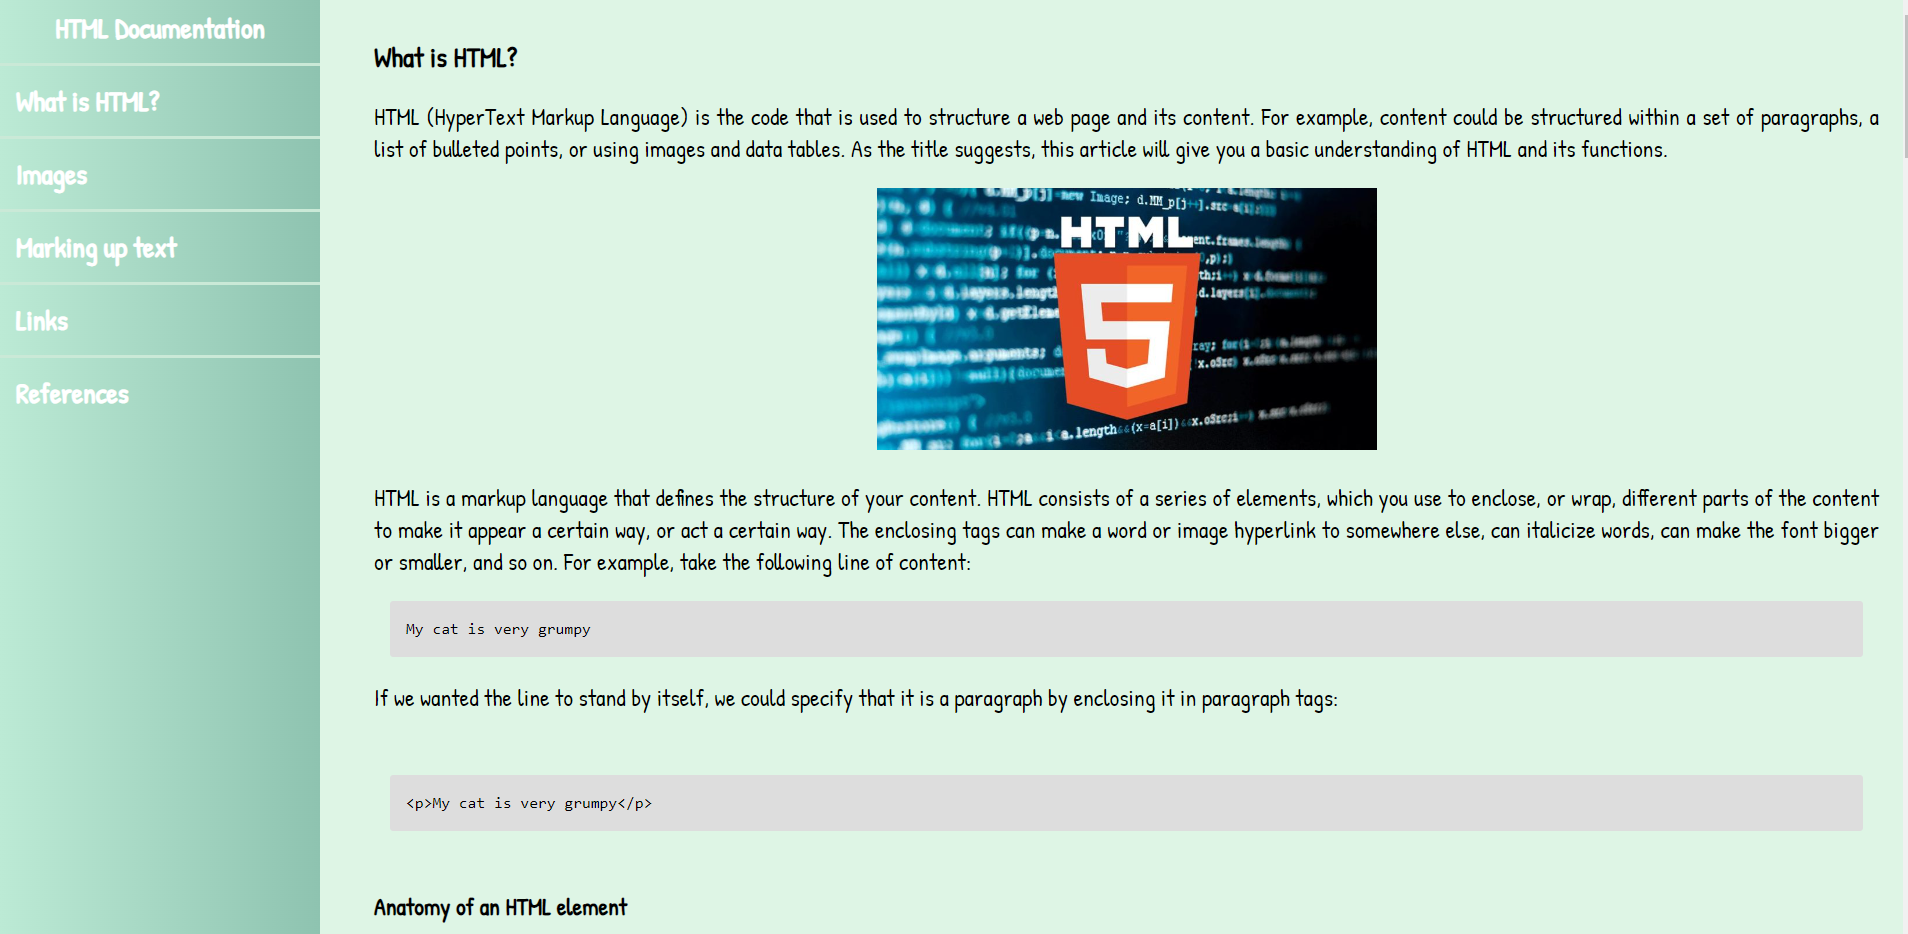 HTML Documentation
What is HTML?
Images
Marking up text
Links
References
What is HTML?
HTML (HyperText Markup Language) is the code that is used to structure a web page and its content. For example, content could be structured within a set of paragraphs, a
list of bulleted points, or using images and data tables. As the title suggests, this article will give you a basic understanding of HTML and its functions.
new Image; d.MM_p[j++].src=a[i];
HTML
5
a.length&&(x=a[i])&&x.oSrc;i++)
HTML is a markup language that defines the structure of your content. HTML consists of a series of elements, which you use to enclose, or wrap, different parts of the content
to make it appear a certain way, or act a certain way. The enclosing tags can make a word or image hyperlink to somewhere else, can italicize words, can make the font bigger
or smaller, and so on. For example, take the following line of content:
My cat is very grumpy
If we wanted the line to stand by itself, we could specify that it is a paragraph by enclosing it in paragraph tags:
<p>My cat is very grumpy</p>
Anatomy of an HTML element